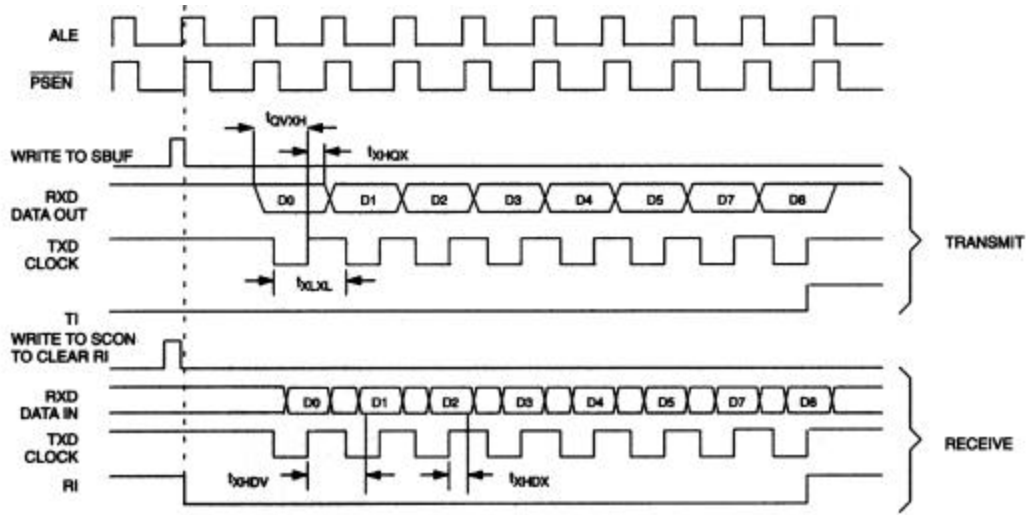 ALE
PSEN
tQVXH
WRITE TO SBUF
tXHQX
RXD
DATA OUT
D0 D1 D2 D3 D4 D5 D7 D8
TXD
CLOCK
TRANSMIT
tXLXL
TI
WRITE TO SCON
TO CLEAR RI
RXD
DATA IN
D0 D1 D2 D3 D4 D5 D7 D8
TXD
CLOCK
RECEIVE
tXHDV
tXHDX
RI